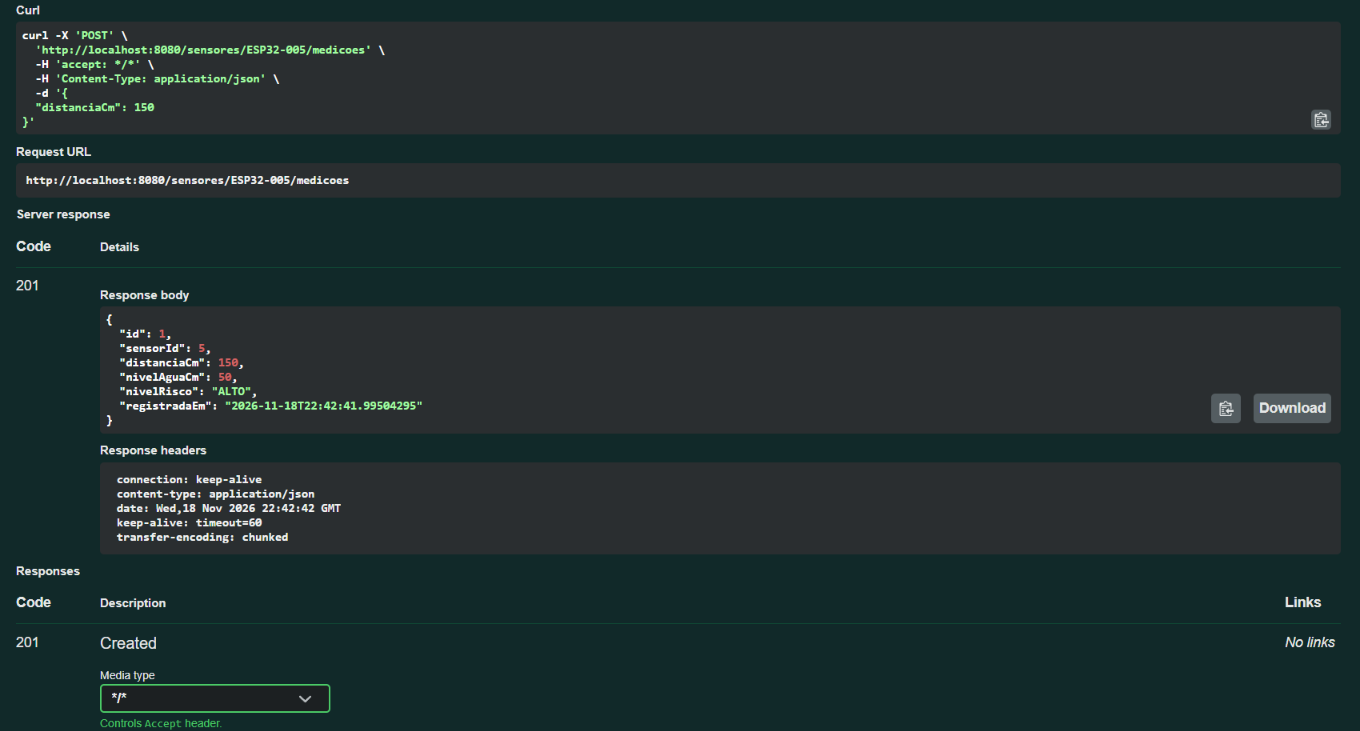 Curl
curl -X 'POST' \
'http://localhost:8080/sensores/ESP32-005/medicoes' \
-H 'accept: */*' \
-H 'Content-Type: application/json' \
-d '{
"distanciaCm": 150
}'
Request URL
http://localhost:8080/sensores/ESP32-005/medicoes
Server response
Code Details
201
Response body
{
"id": 1,
"sensorId": 5,
"distanciaCm": 150,
"nivelAguaCm": 50,
"nivelRisco": "ALTO",
"registradaEm": "2026-11-18T22:42:41.99504295"
}
Download
Response headers
connection: keep-alive
content-type: application/json
date: Wed,18 Nov 2026 22:42:42 GMT
keep-alive: timeout=60
transfer-encoding: chunked
Responses
Code Description Links
201 Created No links
Media type
*/*
Controls Accept header.